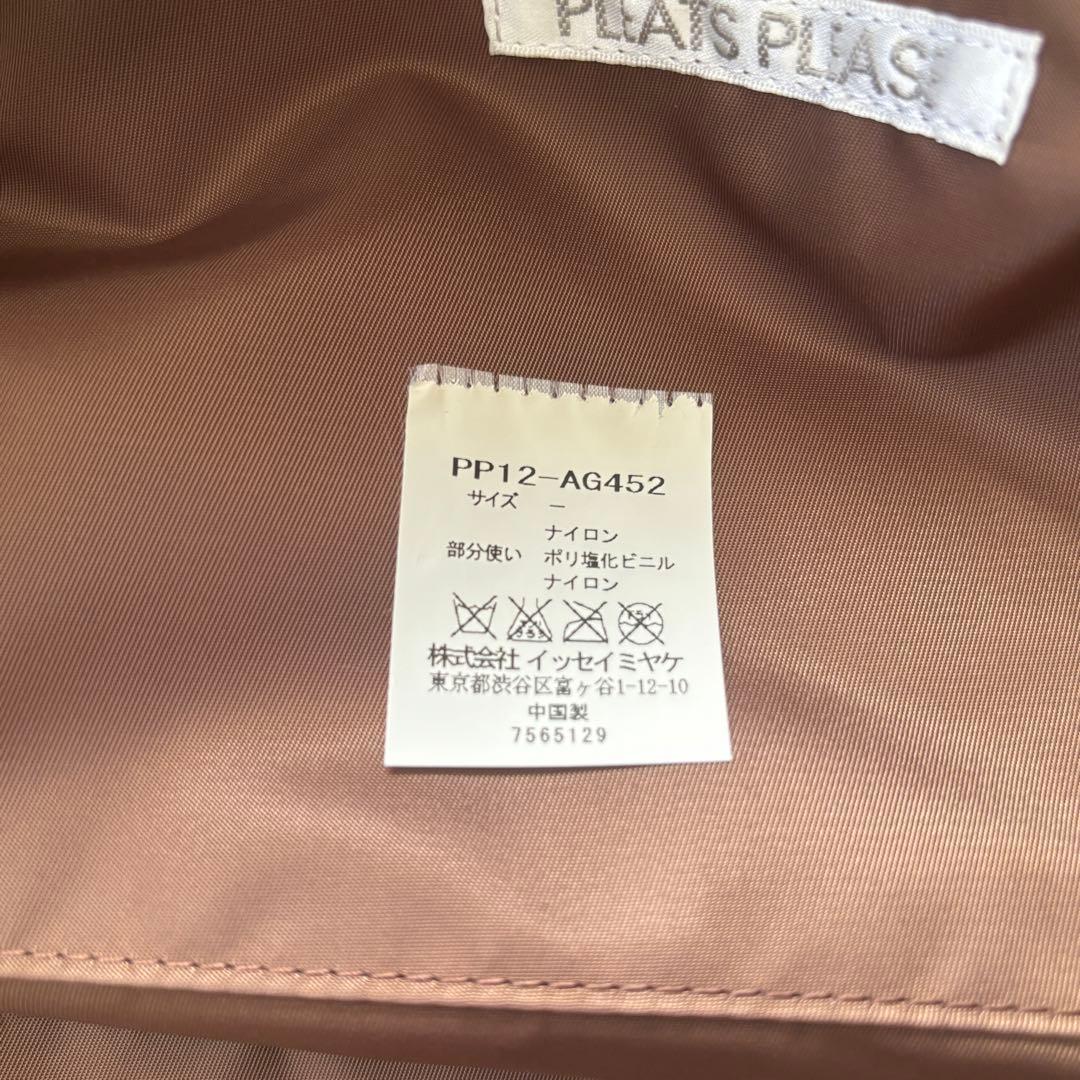 PLEATS PLEAS
PP12-AG452
サイズ -
ナイロン
部分使い ポリ塩化ビニル
ナイロン
株式会社 イッセイミヤケ
東京都渋谷区富ヶ谷1-12-10
中国製
7565129